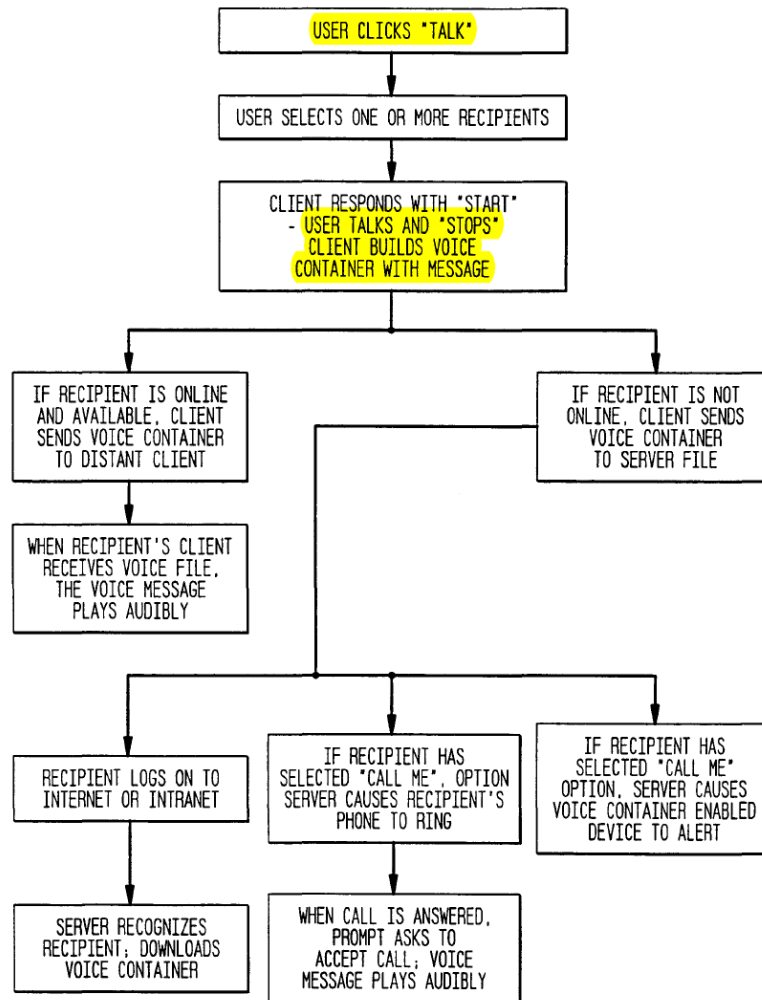 USER CLICKS "TALK"
USER SELECTS ONE OR MORE RECIPIENTS
CLIENT RESPONDS WITH "START"
- USER TALKS AND "STOPS"
CLIENT BUILDS VOICE
CONTAINER WITH MESSAGE
IF RECIPIENT IS ONLINE
AND AVAILABLE, CLIENT
SENDS VOICE CONTAINER
TO DISTANT CLIENT
IF RECIPIENT IS NOT
ONLINE, CLIENT SENDS
VOICE CONTAINER
TO SERVER FILE
WHEN RECIPIENT'S CLIENT
RECEIVES VOICE FILE,
THE VOICE MESSAGE
PLAYS AUDIBLY
RECIPIENT LOGS ON TO
INTERNET OR INTRANET
IF RECIPIENT HAS
SELECTED "CALL ME", OPTION
SERVER CAUSES RECIPIENT'S
PHONE TO RING
IF RECIPIENT HAS
SELECTED "CALL ME"
OPTION, SERVER CAUSES
VOICE CONTAINER ENABLED
DEVICE TO ALERT
SERVER RECOGNIZES
RECIPIENT; DOWNLOADS
VOICE CONTAINER
WHEN CALL IS ANSWERED,
PROMPT ASKS TO
ACCEPT CALL; VOICE
MESSAGE PLAYS AUDIBLY